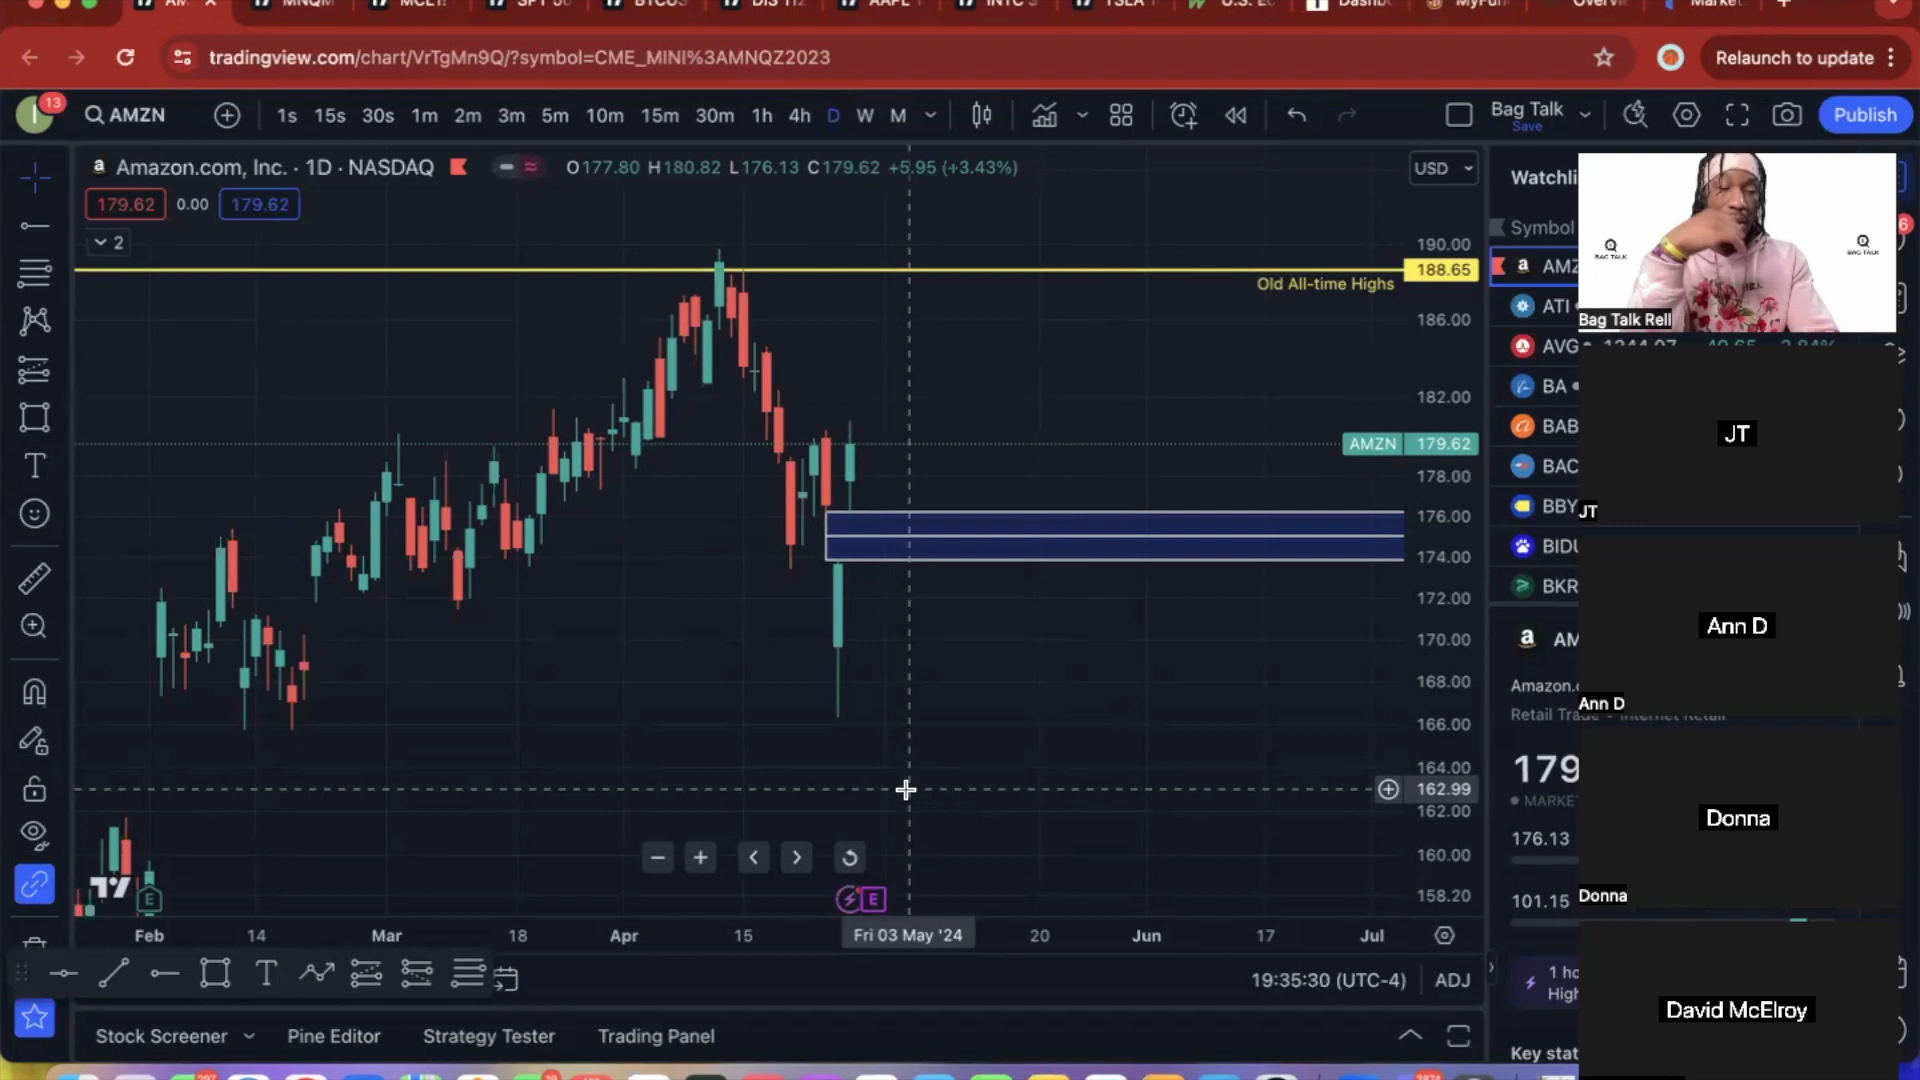 tradingview.com/chart/VrTgMn9Q/?symbol=CME_MINI%3AMNQZ2023
Relaunch to update
13
AMZN
1s 15s 30s 1m 2m 3m 5m 10m 15m 30m 1h 4h D W M
Bag Talk
Save
Publish
Amazon.com, Inc. · 1D · NASDAQ
O177.80 H180.82 L176.13 C179.62 +5.95 (+3.43%)
USD
179.62 0.00 179.62
2
190.00
188.65
Old All-time Highs
186.00
182.00
AMZN 179.62
178.00
176.00
174.00
172.00
170.00
168.00
166.00
164.00
162.99
162.00
160.00
158.20
E
E
Feb 14 Mar 18 Apr 15 Fri 03 May '24 20 Jun 17 Jul
19:35:30 (UTC-4) ADJ
Stock Screener Pine Editor Strategy Tester Trading Panel
Symbol
ATI
BA
BAC
BBY
BKR
176.13
101.15
Key stat
BAG TALK
BAG TALK
Bag Talk Rell
JT
JT
Ann D
Ann D
Donna
Donna
David McElroy